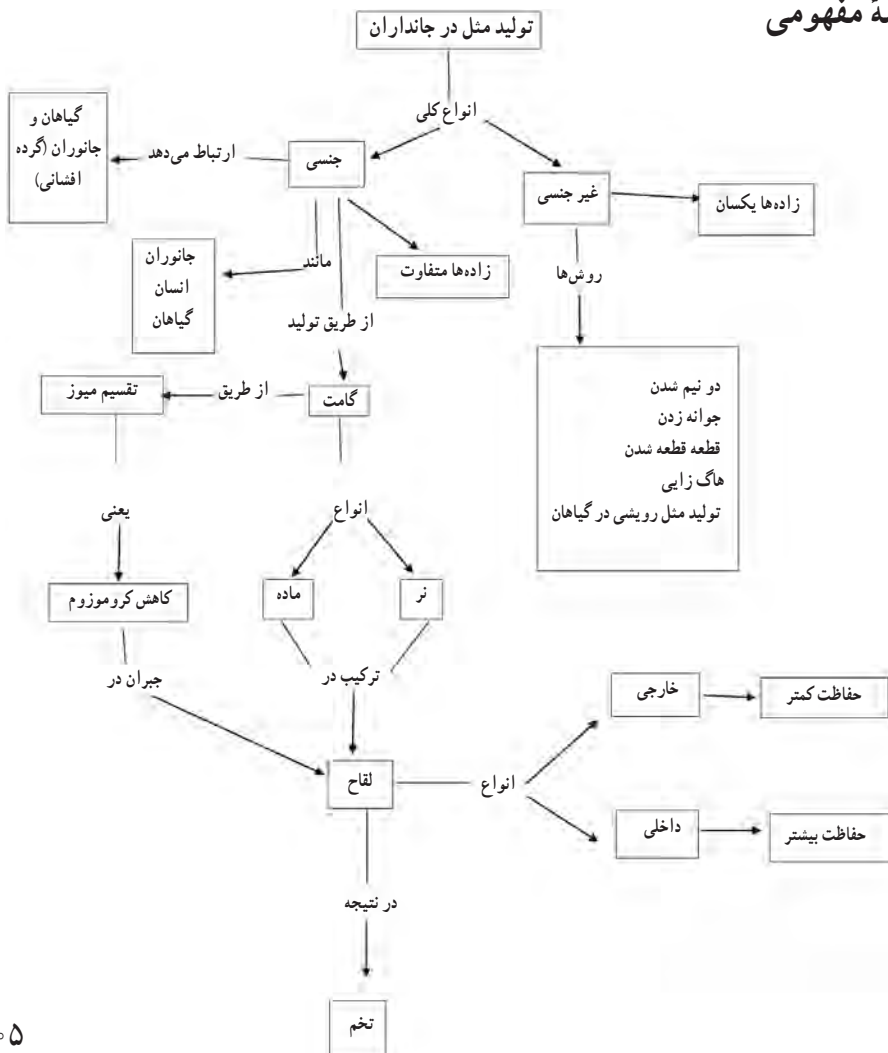 مفهومی
تولید مثل در جانداران
انواع کلی
جنسی
غیر جنسی
ارتباط می‌دهد
گیاهان و
جانوران (گرده
افشانی)
زاده‌ها یکسان
روش‌ها
دو نیم شدن
جوانه زدن
قطعه قطعه شدن
هاگ زایی
تولید مثل رویشی در گیاهان
زاده‌ها متفاوت
مانند
جانوران
انسان
گیاهان
از طریق تولید
گامت
از طریق
تقسیم میوز
یعنی
کاهش کروموزوم
جبران در
انواع
نر
ماده
ترکیب در
لقاح
انواع
خارجی
حفاظت کمتر
داخلی
حفاظت بیشتر
در نتیجه
تخم
۵